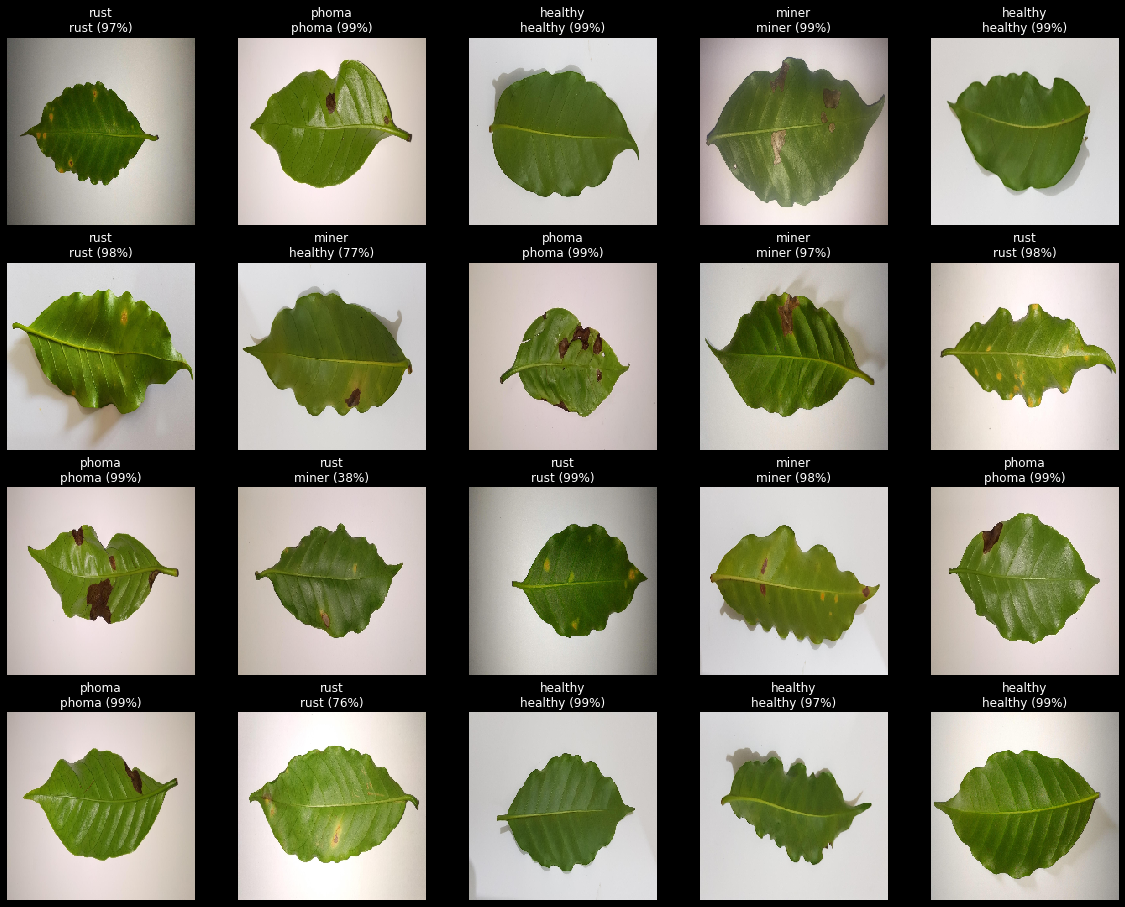 rust
rust (97%)
phoma
phoma (99%)
healthy
healthy (99%)
miner
miner (99%)
healthy
healthy (99%)
rust
rust (98%)
miner
healthy (77%)
phoma
phoma (99%)
miner
miner (97%)
rust
rust (98%)
phoma
phoma (99%)
rust
miner (38%)
rust
rust (99%)
miner
miner (98%)
phoma
phoma (99%)
phoma
phoma (99%)
rust
rust (76%)
healthy
healthy (99%)
healthy
healthy (97%)
healthy
healthy (99%)